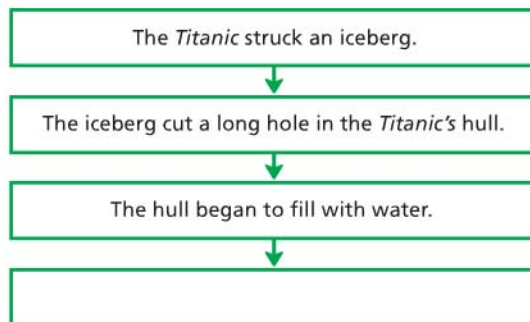 The Titanic struck an iceberg.
The iceberg cut a long hole in the Titanic's hull.
The hull began to fill with water.